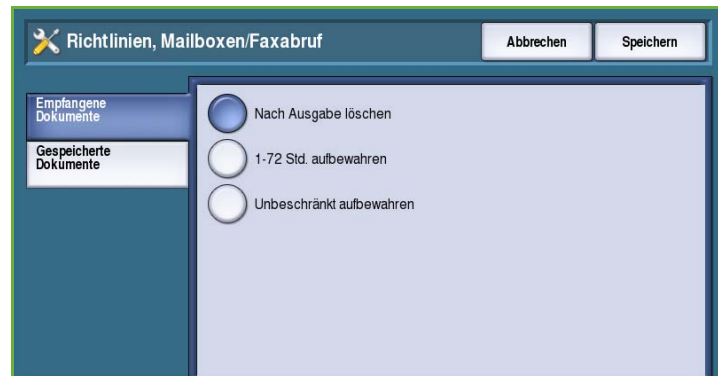 Richtlinien, Mailboxen/Faxabruf
Abbrechen
Speichern
Empfangene
Dokumente
Gespeicherte
Dokumente
Nach Ausgabe löschen
1-72 Std. aufbewahren
Unbeschränkt aufbewahren